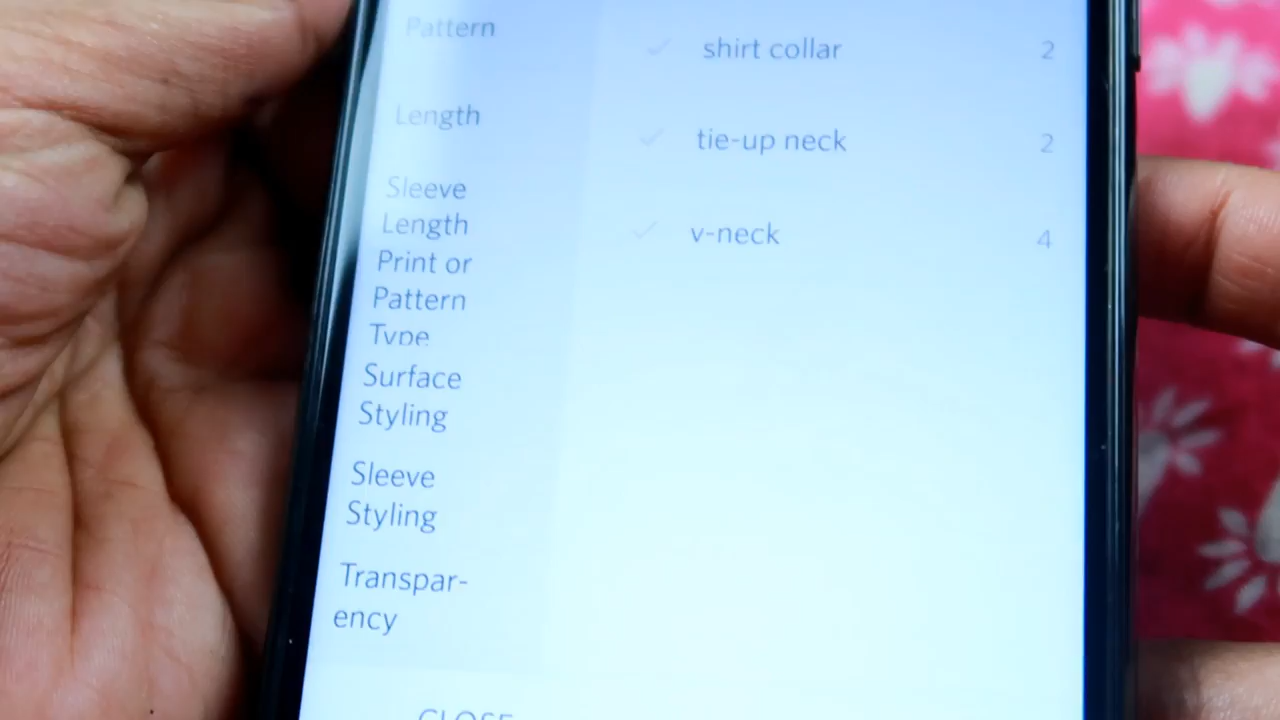 Pattern
Length
Sleeve
Length
Print or
Pattern
Type
Surface
Styling
Sleeve
Styling
Transpar-
ency
shirt collar 2
tie-up neck 2
v-neck 4
CLOSE